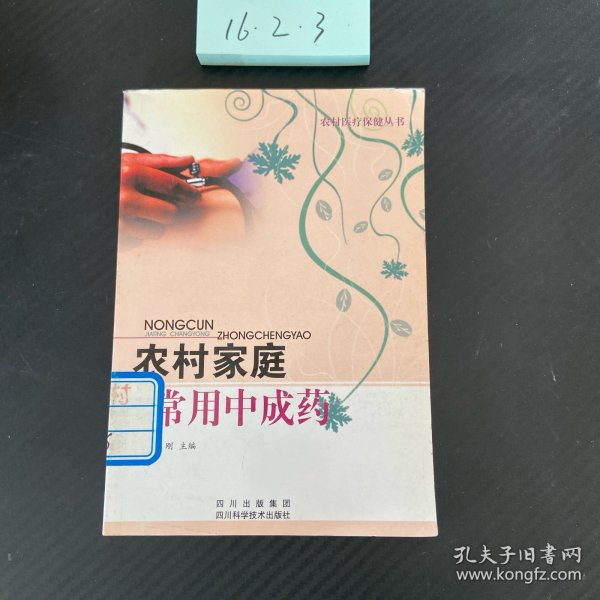 16.2.3
农村医疗保健丛书
NONGCUN
JIATING CHANGYONG
ZHONGCHENGYAO
农村家庭
常用中成药
村
刚 主编
四川出版集团
四川科学技术出版社
孔夫子旧书网
www.kongfz.com